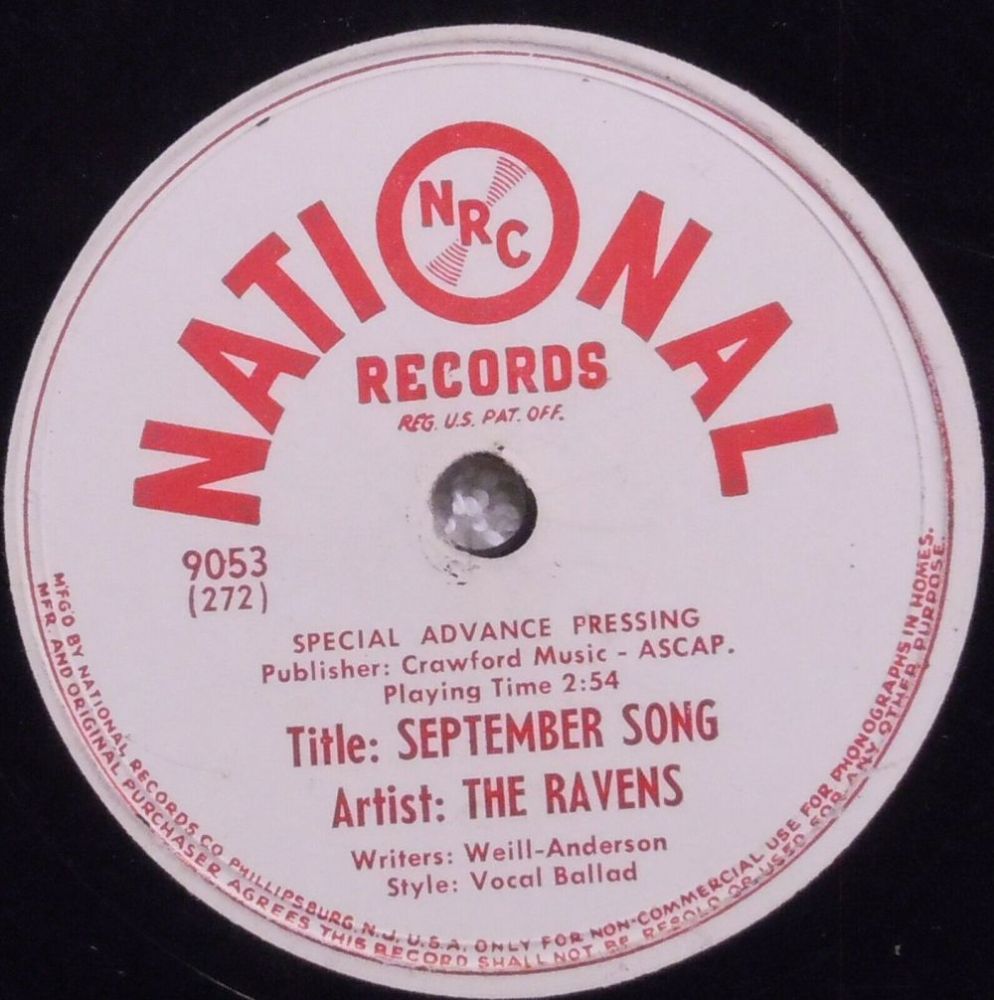 NATIONAL
NRC
RECORDS
REG. U.S. PAT. OFF.
9053
(272)
SPECIAL ADVANCE PRESSING
Publisher: Crawford Music - ASCAP.
Playing Time 2:54
Title: SEPTEMBER SONG
Artist: THE RAVENS
Writers: Weill-Anderson
Style: Vocal Ballad
M'FG'D BY NATIONAL RECORDS CO. PHILLIPSBURG, N.J. U.S.A. ONLY FOR NON-COMMERCIAL USE FOR PHONOGRAPHS IN HOMES.
MFR. AND ORIGINAL PURCHASER AGREES THIS RECORD SHALL NOT BE RESOLD OR USED FOR ANY OTHER PURPOSE.